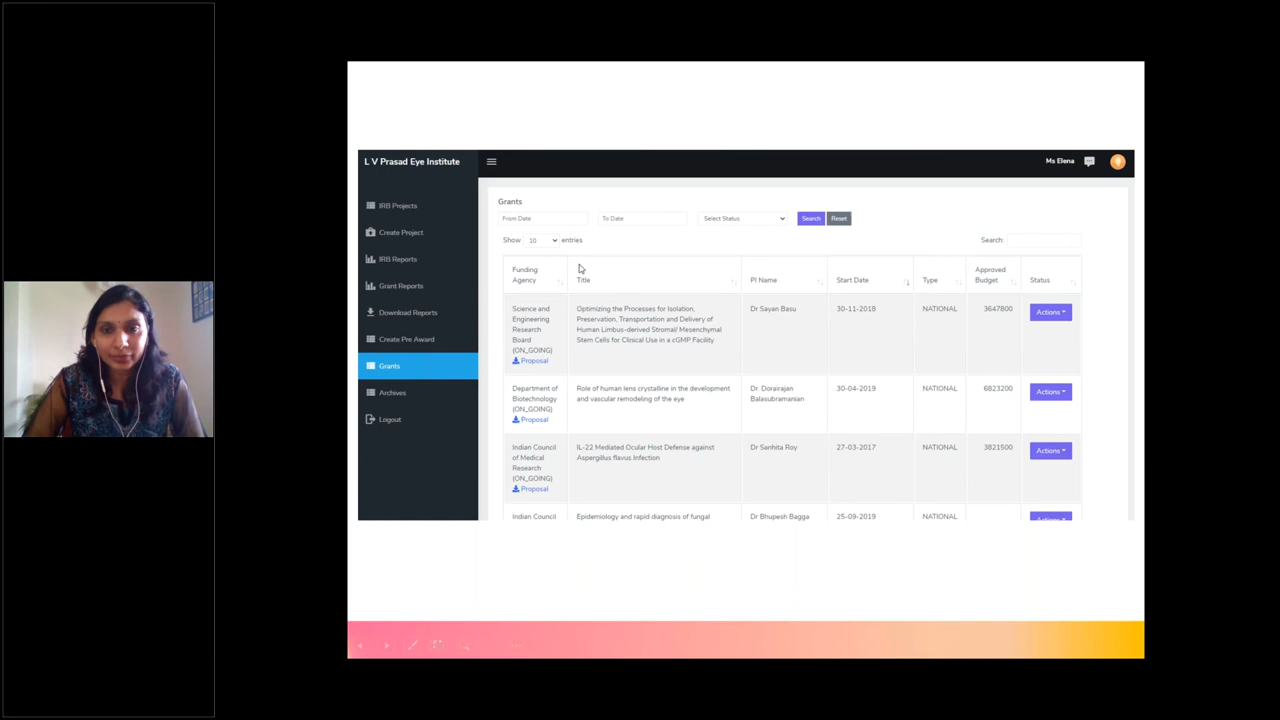 L V Prasad Eye Institute
Ms Elena
IRB Projects
Create Project
IRB Reports
Grant Reports
Download Reports
Create Pre Award
Grants
Archives
Logout
Grants
From Date To Date Select Status Search Reset
Show 10 entries Search:
Funding Agency Title PI Name Start Date Type Approved Budget Status
Science and
Engineering
Research
Board
(ON_GOING)
Proposal
Optimizing the Processes for Isolation,
Preservation, Transportation and Delivery of
Human Limbus-derived Stromal/ Mesenchymal
Stem Cells for Clinical Use in a cGMP Facility
Dr Sayan Basu
30-11-2018
NATIONAL
3647800
Actions
Department of
Biotechnology
(ON_GOING)
Proposal
Role of human lens crystalline in the development
and vascular remodeling of the eye
Dr. Dorairajan
Balasubramanian
30-04-2019
NATIONAL
6823200
Actions
Indian Council
of Medical
Research
(ON_GOING)
Proposal
IL-22 Mediated Ocular Host Defense against
Aspergillus flavus Infection
Dr Sanhita Roy
27-03-2017
NATIONAL
3821500
Actions
Indian Council
Epidemiology and rapid diagnosis of fungal
Dr Bhupesh Bagga
25-09-2019
NATIONAL